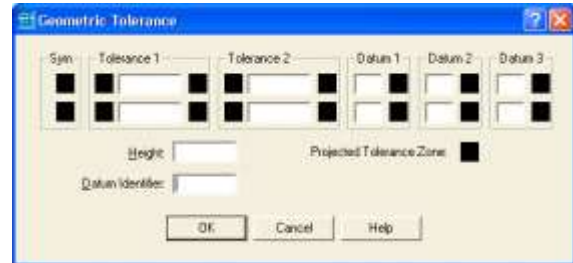 Geometric Tolerance
Sym Tolerance 1 Tolerance 2 Datum 1 Datum 2 Datum 3
Height: Projected Tolerance Zone:
Datum Identifier:
OK Cancel Help